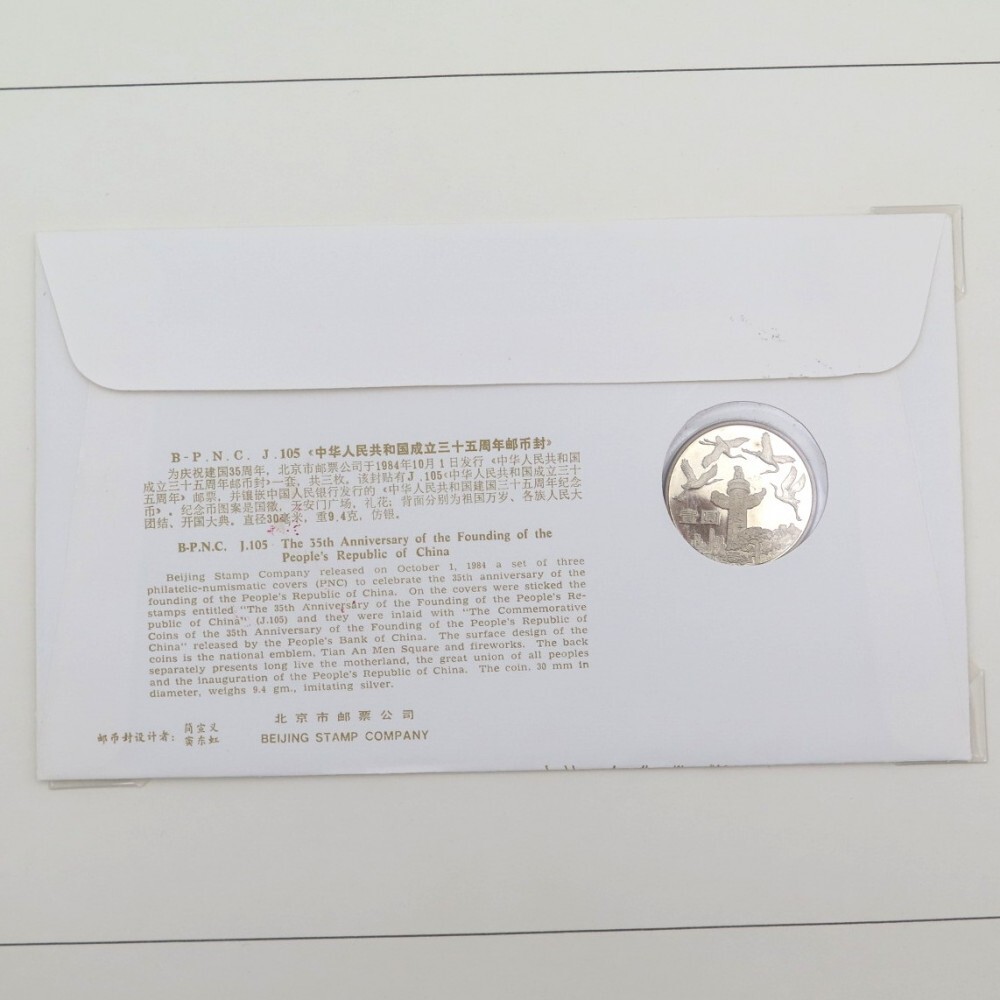 B-P.N.C. J.105《中华人民共和国成立三十五周年邮币封》
为庆祝建国35周年，北京市邮票公司于1984年10月1日发行《中华人民共和国
成立三十五周年邮币封》一套，共三枚。该封贴有J.105《中华人民共和国成立三十
五周年》邮票，并镶嵌中国人民银行发行的《中华人民共和国建国三十五周年纪念
币》。纪念币图案是国徽，天安门广场，礼花；背面分别为祖国万岁、各族人民大
团结、开国大典。直径30毫米，重9.4克，仿银。
B-P.N.C. J.105 The 35th Anniversary of the Founding of the
People's Republic of China
Beijing Stamp Company released on October 1, 1984 a set of three
philatelic-numismatic covers (PNC) to celebrate the 35th anniversary of the
founding of the People's Republic of China. On the covers were sticked the
stamps entitled "The 35th Anniversary of the Founding of the People's Re-
public of China" (J.105) and they were inlaid with "The Commemorative
Coins of the 35th Anniversary of the Founding of the People's Republic of
China" released by the People's Bank of China. The surface design of the
coins is the national emblem, Tian An Men Square and fireworks. The back
separately presents long live the motherland, the great union of all peoples
and the inauguration of the People's Republic of China. The coin, 30 mm in
diameter, weighs 9.4 gm., imitating silver.
北京市邮票公司
BEIJING STAMP COMPANY
邮币封设计者：简宝义
窦东虹